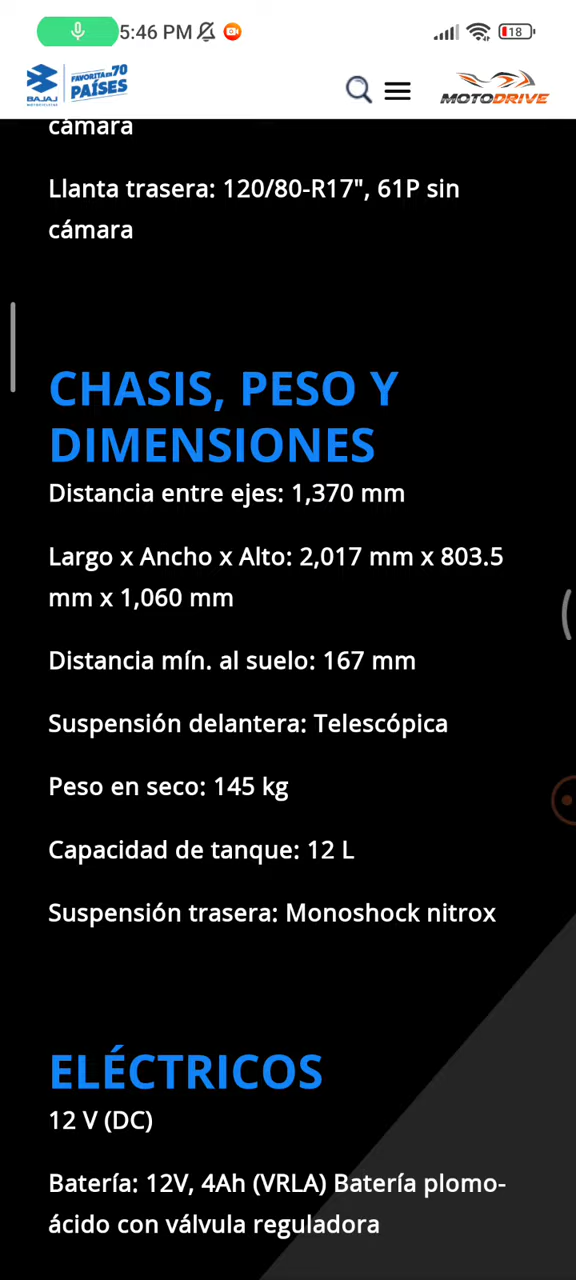 5:46 PM
18
FAVORITA EN 70
PAÍSES
BAJAJ
MOTOCICLETAS
MOTODRIVE
cámara
Llanta trasera: 120/80-R17", 61P sin
cámara
CHASIS, PESO Y
DIMENSIONES
Distancia entre ejes: 1,370 mm
Largo x Ancho x Alto: 2,017 mm x 803.5
mm x 1,060 mm
Distancia mín. al suelo: 167 mm
Suspensión delantera: Telescópica
Peso en seco: 145 kg
Capacidad de tanque: 12 L
Suspensión trasera: Monoshock nitrox
ELÉCTRICOS
12 V (DC)
Batería: 12V, 4Ah (VRLA) Batería plomo-
ácido con válvula reguladora